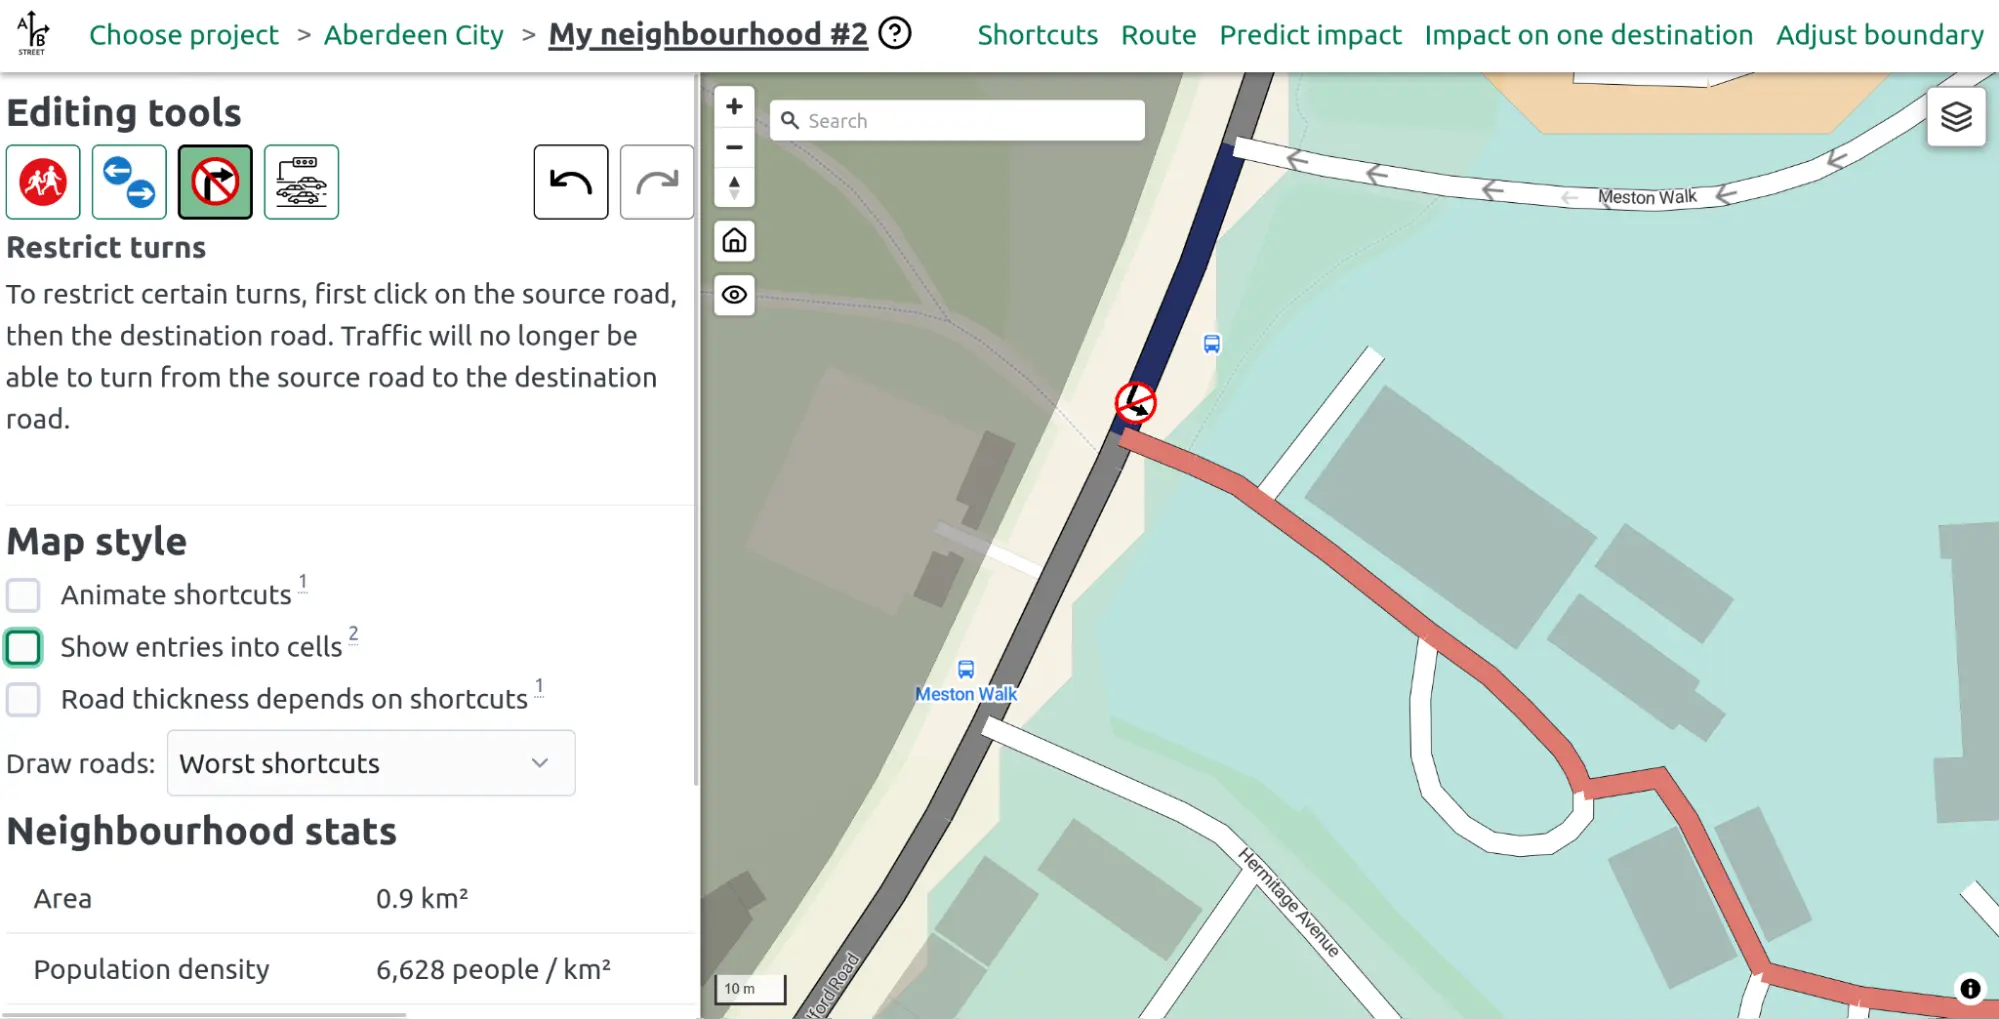 A B STREET
Choose project > Aberdeen City > My neighbourhood #2 ?
Shortcuts Route Predict impact Impact on one destination Adjust boundary
Editing tools
Restrict turns
To restrict certain turns, first click on the source road,
then the destination road. Traffic will no longer be
able to turn from the source road to the destination
road.
Map style
Animate shortcuts 1
Show entries into cells 2
Road thickness depends on shortcuts 1
Draw roads: Worst shortcuts
Neighbourhood stats
Area 0.9 km²
Population density 6,628 people / km²
Search
Meston Walk
Meston Walk
Hermitage Avenue
10 m